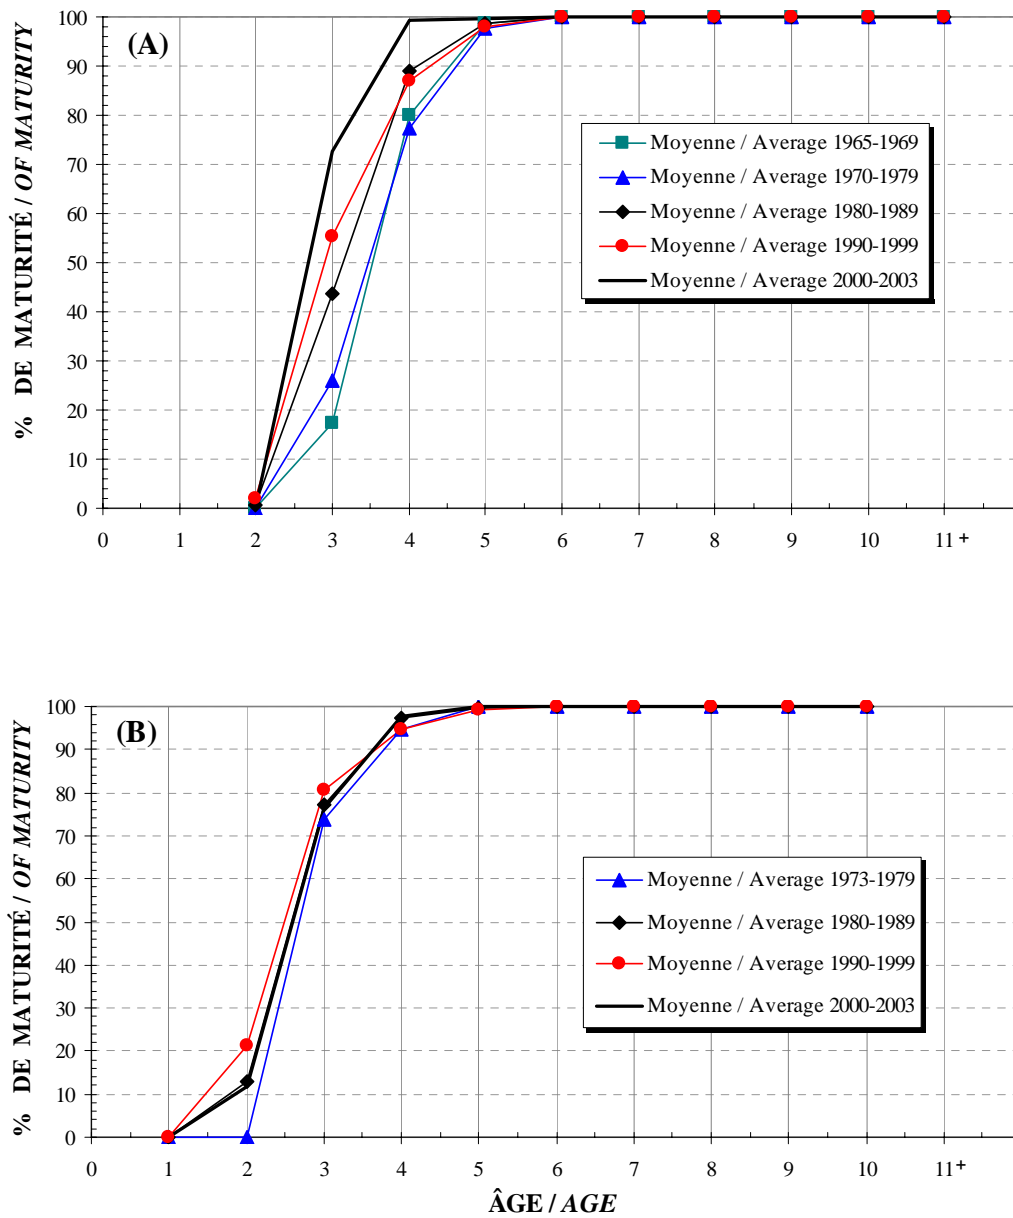 (A)
% DE MATURITÉ / OF MATURITY
100
90
80
70
60
50
40
30
20
10
0
Moyenne / Average 1965-1969
Moyenne / Average 1970-1979
Moyenne / Average 1980-1989
Moyenne / Average 1990-1999
Moyenne / Average 2000-2003
0 1 2 3 4 5 6 7 8 9 10 11+
(B)
% DE MATURITÉ / OF MATURITY
100
90
80
70
60
50
40
30
20
10
0
Moyenne / Average 1973-1979
Moyenne / Average 1980-1989
Moyenne / Average 1990-1999
Moyenne / Average 2000-2003
0 1 2 3 4 5 6 7 8 9 10 11+
ÂGE / AGE